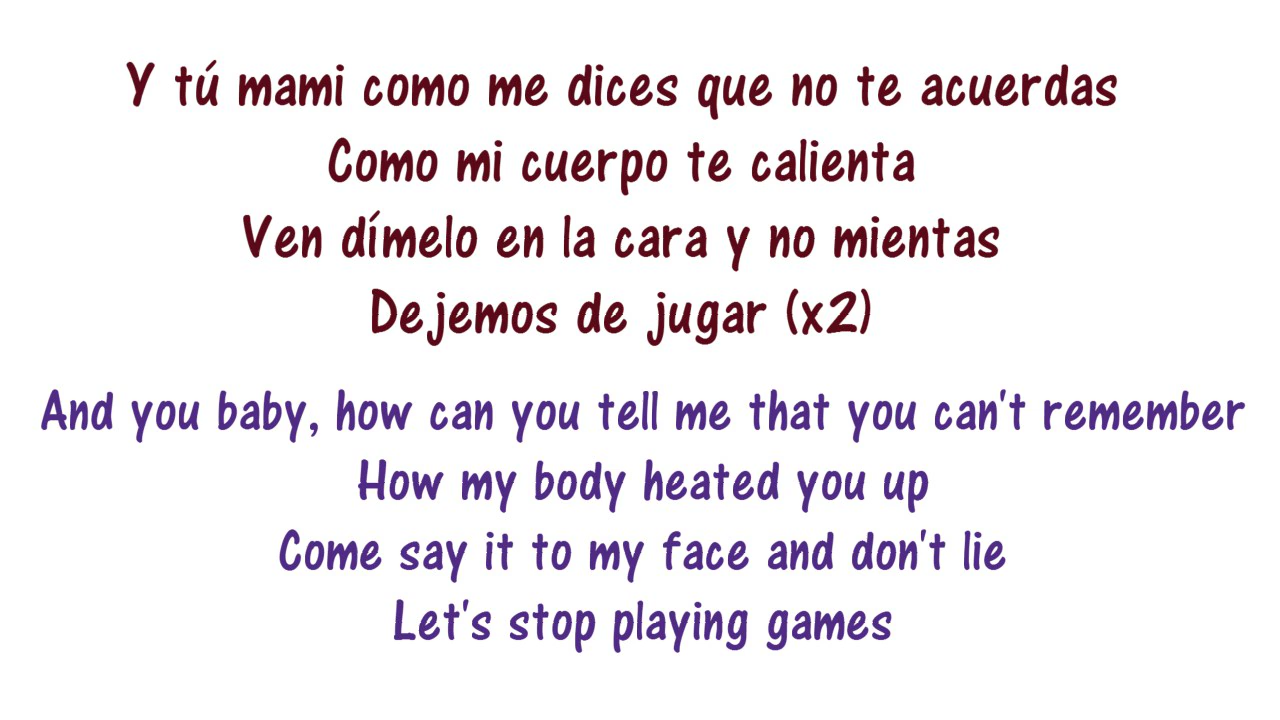 Y tú mami como me dices que no te acuerdas
Como mi cuerpo te calienta
Ven dímelo en la cara y no mientas
Dejemos de jugar (x2)
And you baby, how can you tell me that you can't remember
How my body heated you up
Come say it to my face and don't lie
Let's stop playing games